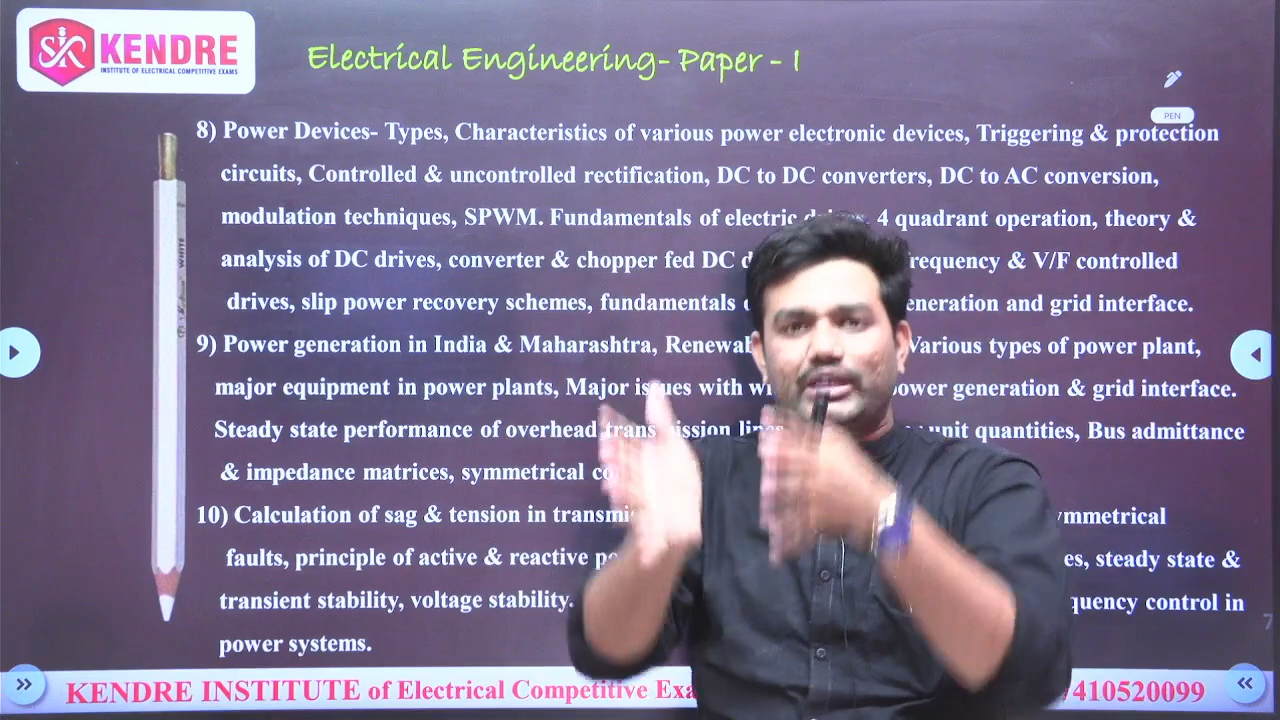 KENDRE
INSTITUTE OF ELECTRICAL COMPETITIVE EXAMS
Electrical Engineering- Paper - I
PEN
8) Power Devices- Types, Characteristics of various power electronic devices, Triggering & protection
circuits, Controlled & uncontrolled rectification, DC to DC converters, DC to AC conversion,
modulation techniques, SPWM. Fundamentals of electric drives, 4 quadrant operation, theory &
analysis of DC drives, converter & chopper fed DC & V/F controlled
drives, slip power recovery schemes, fundamentals and grid interface.
9) Power generation in India & Maharashtra, Various types of power plant,
major equipment in power plants, Major issues with power generation & grid interface.
Steady state performance of overhead transmission lines unit quantities, Bus admittance
& impedance matrices, symmetrical
10) Calculation of sag & tension in
faults, principle of active & reactive steady state &
transient stability, voltage stability. control in
power systems.
7
KENDRE INSTITUTE of Electrical Competitive 410520099